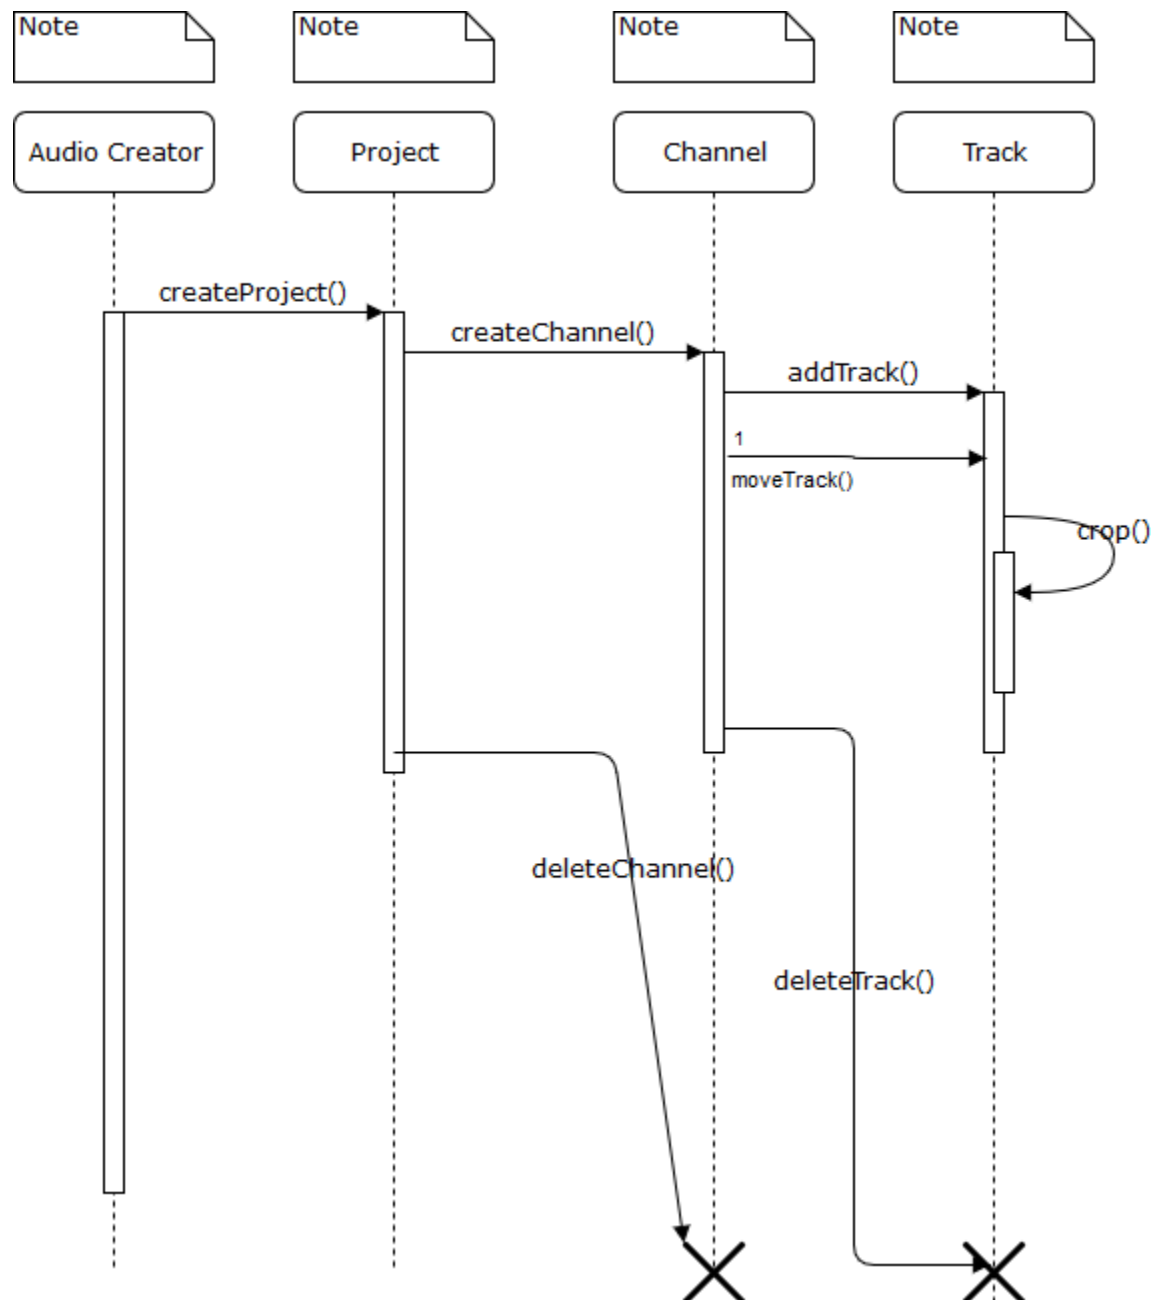 Note
Note
Note
Note
Audio Creator
Project
Channel
Track
createProject()
createChannel()
addTrack()
1
moveTrack()
crop()
deleteChannel()
deleteTrack()